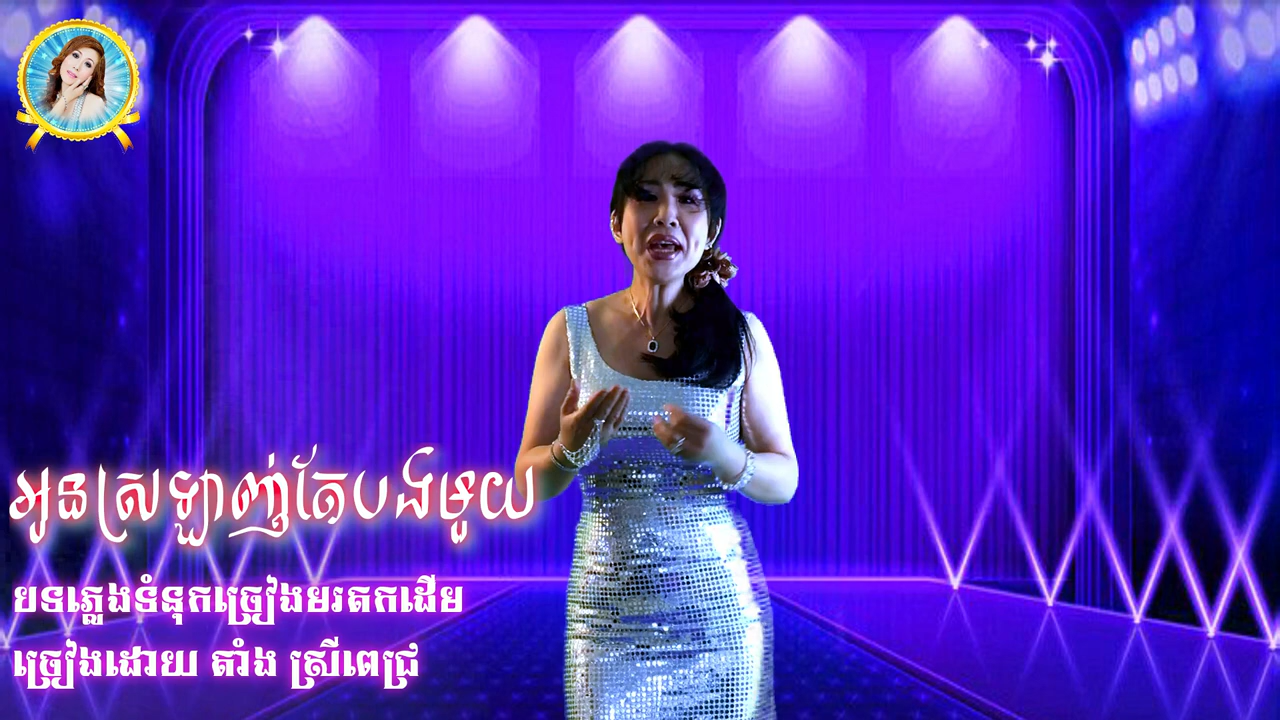 អូនស្រឡាញ់តែបងមួយ
បទភ្លេងទំនុកច្រៀងមរតកដើម
ច្រៀងដោយ តាំង ស្រីពេជ្រ